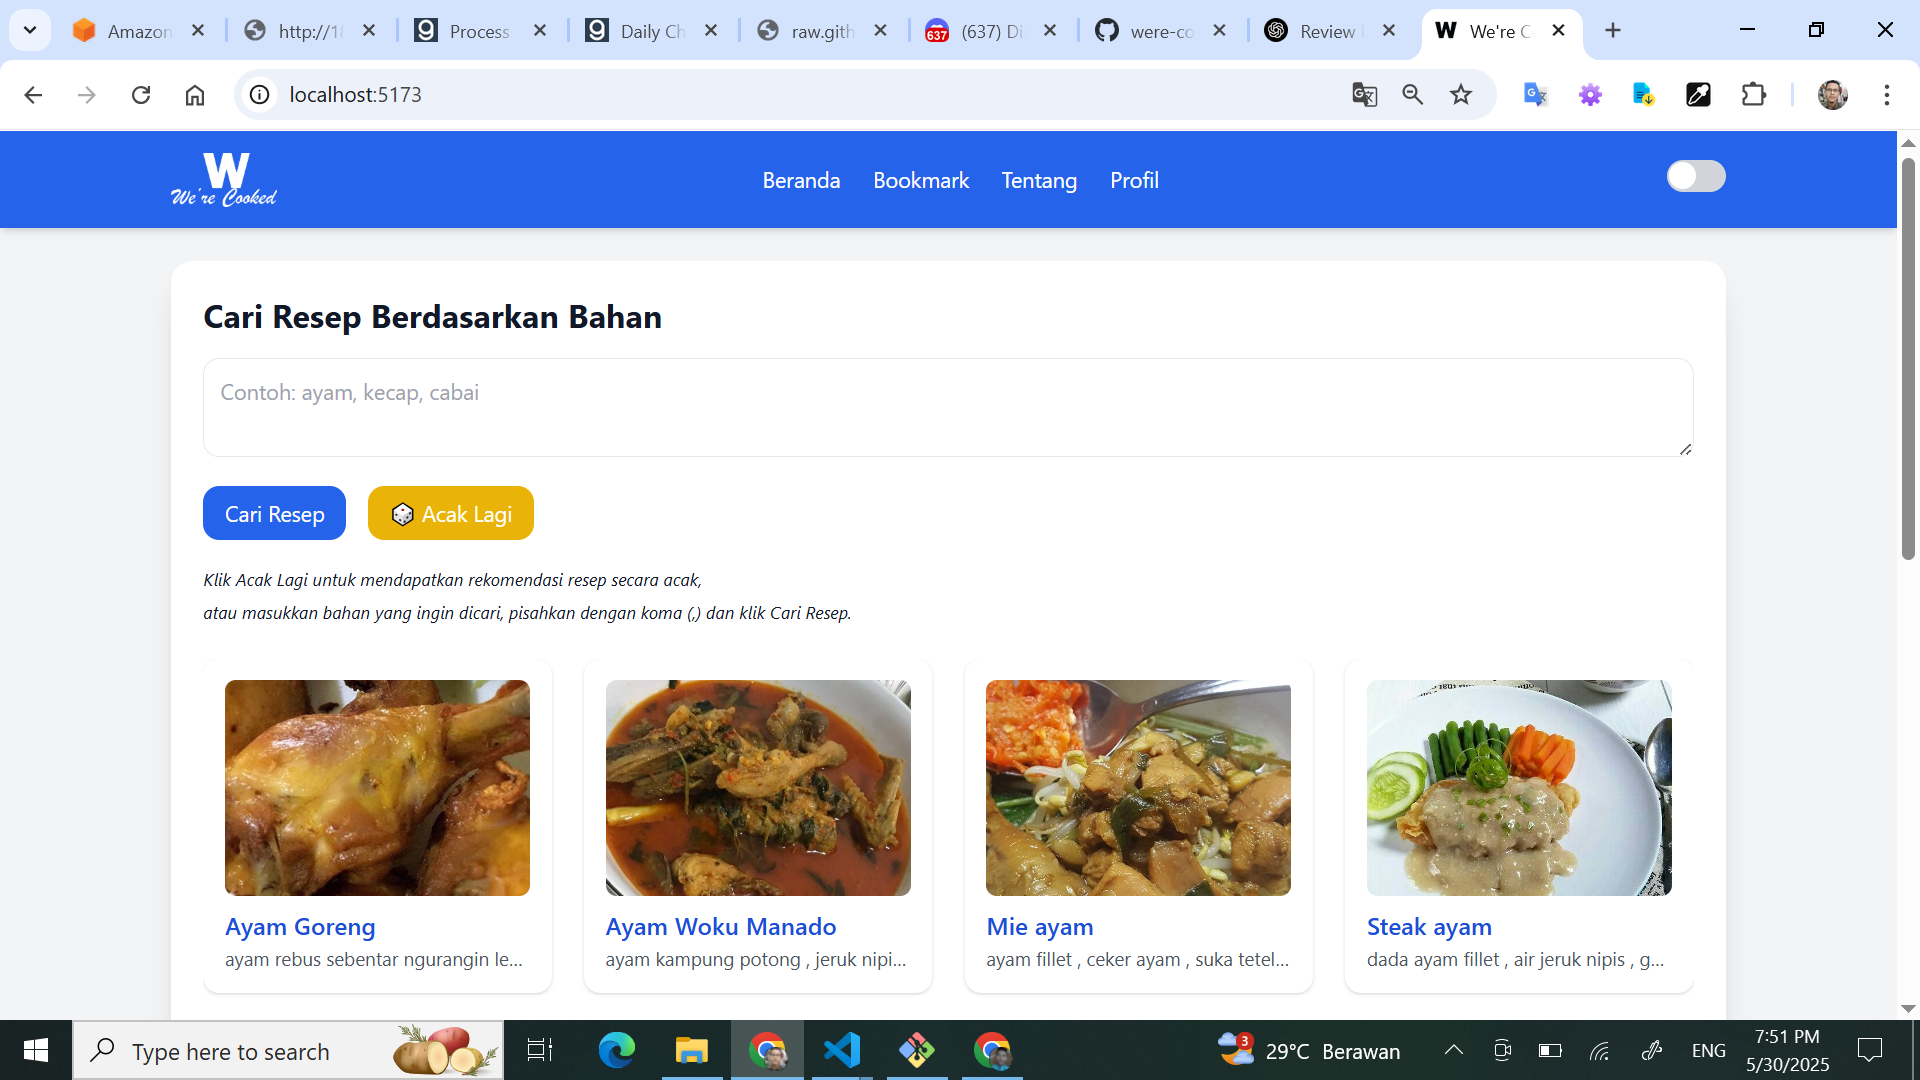 Amazon
http://18
Process
Daily Ch
raw.gith
637
(637) Di
were-co
Review
We're C
localhost:5173
W
We're Cooked
Beranda
Bookmark
Tentang
Profil
Cari Resep Berdasarkan Bahan
Contoh: ayam, kecap, cabai
Cari Resep
🎲 Acak Lagi
Klik Acak Lagi untuk mendapatkan rekomendasi resep secara acak,
atau masukkan bahan yang ingin dicari, pisahkan dengan koma (,) dan klik Cari Resep.
Ayam Goreng
ayam rebus sebentar ngurangin le...
Ayam Woku Manado
ayam kampung potong , jeruk nipi...
Mie ayam
ayam fillet , ceker ayam , suka tetel...
Steak ayam
dada ayam fillet , air jeruk nipis , g...
Type here to search
3
29°C Berawan
ENG
7:51 PM
5/30/2025